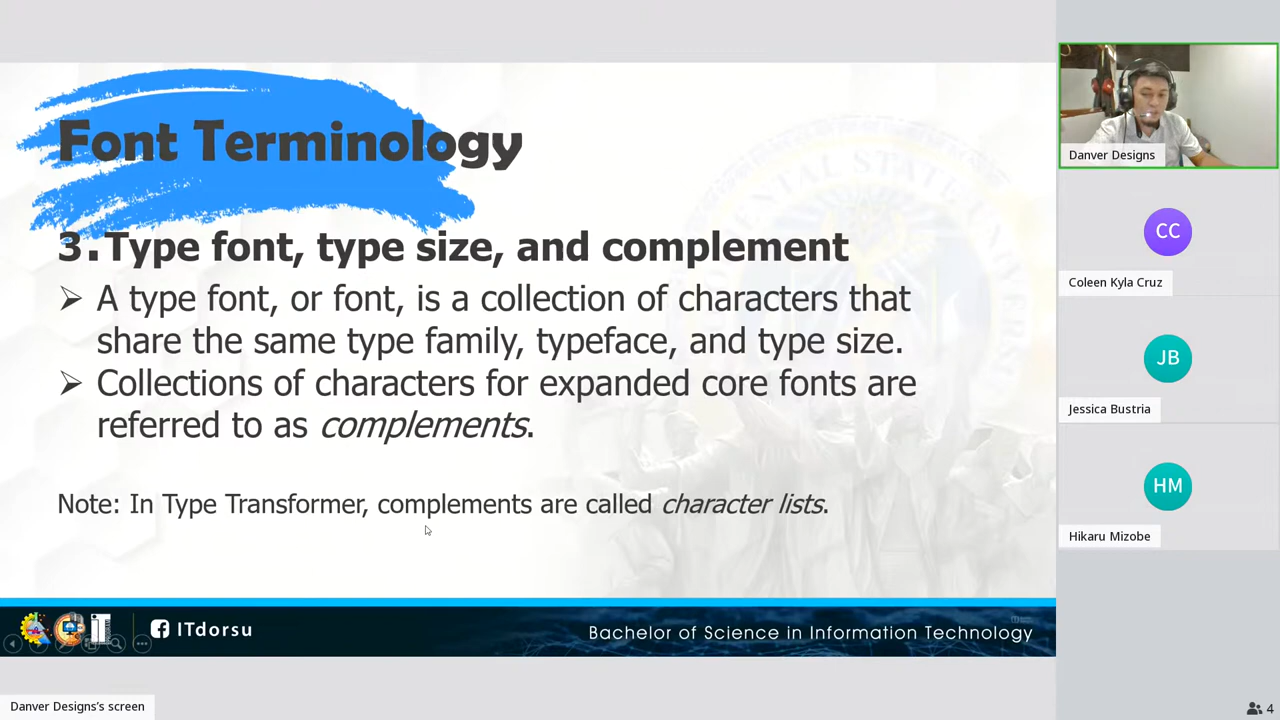 Font Terminology
3. Type font, type size, and complement
➢ A type font, or font, is a collection of characters that
share the same type family, typeface, and type size.
➢ Collections of characters for expanded core fonts are
referred to as complements.
Note: In Type Transformer, complements are called character lists.
ITdorsu
Bachelor of Science in Information Technology
Danver Designs's screen
Danver Designs
CC
Coleen Kyla Cruz
JB
Jessica Bustria
HM
Hikaru Mizobe
4